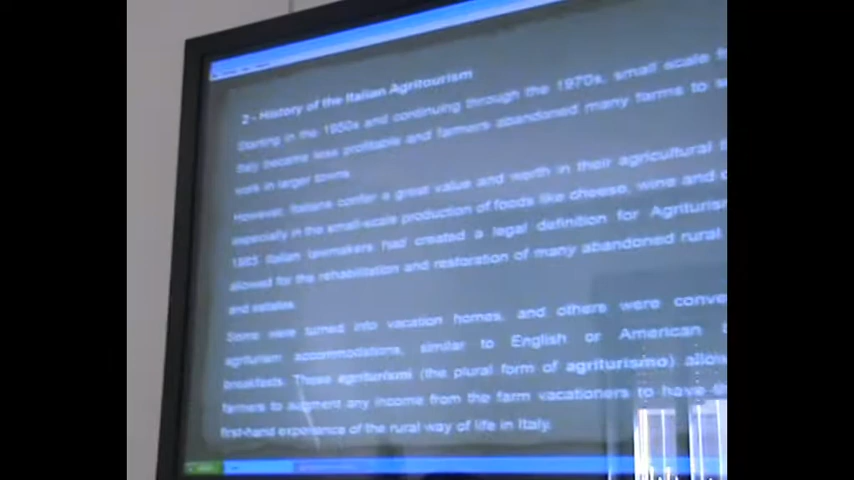 2 - History of the Italian Agritourism
Starting in the 1950s and continuing through the 1970s, small scale
Italy became less profitable and farmers abandoned many farms to
work in larger towns.
However, Italians confer a great value and worth in their agricultural
especially in the small-scale production of foods like cheese, wine and
1985 Italian lawmakers had created a legal definition for
allowed for the rehabilitation and restoration of many abandoned rural
and estates.
Some were turned into vacation homes, and others were
agriturism accommodations, similar to English or American
breakfasts. These agriturismi (the plural form of agriturismo)
farmers to augment any income from the farm vacationers to have
first-hand experience of the rural way of life in Italy.